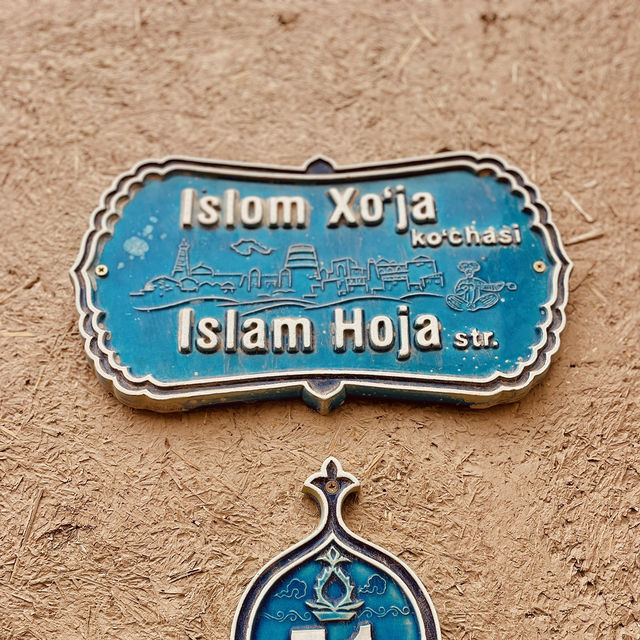 Islom Xo‘ja
ko‘chasi
Islam Hoja str.